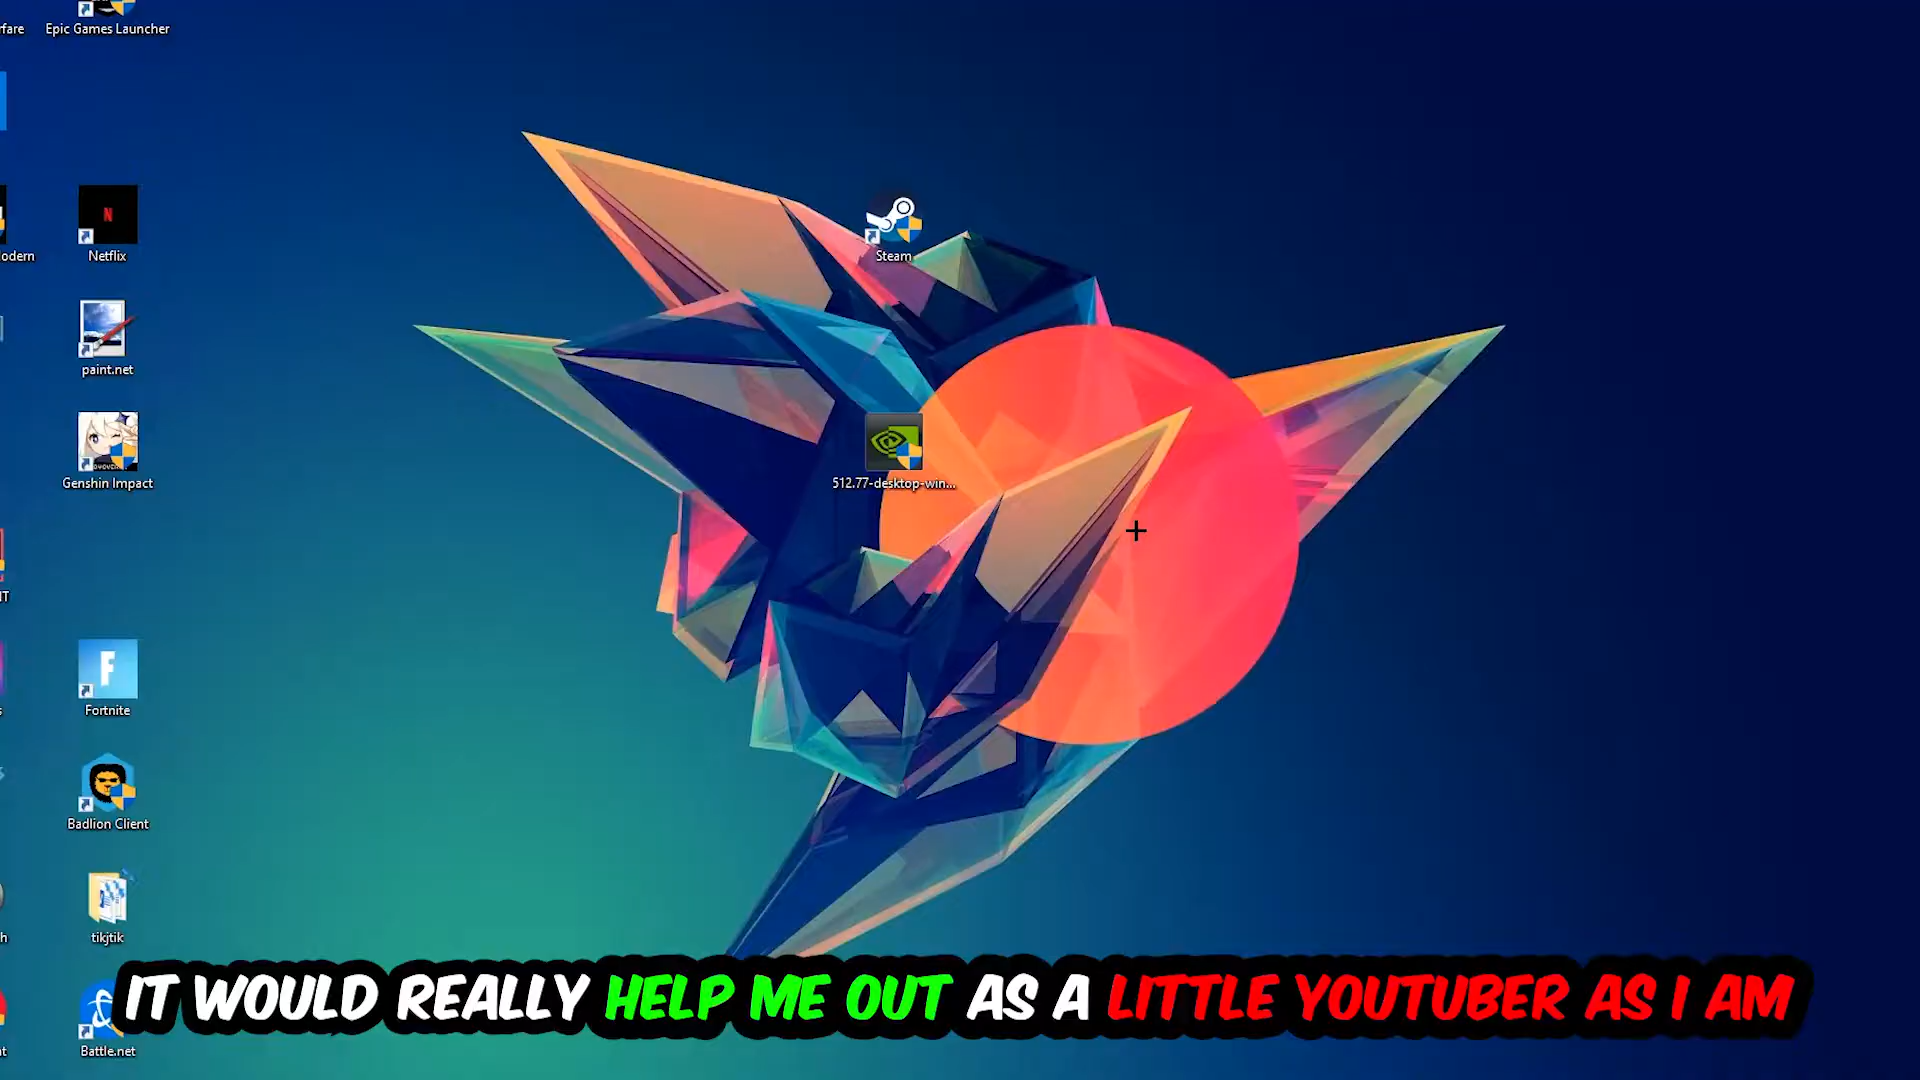 rfare
Epic Games Launcher
odern
Netflix
Steam
paint.net
Genshin Impact
512.77-desktop-win...
Fortnite
Badlion Client
tikjtik
IT WOULD REALLY HELP ME OUT AS A LITTLE YOUTUBER AS I AM
Battle.net